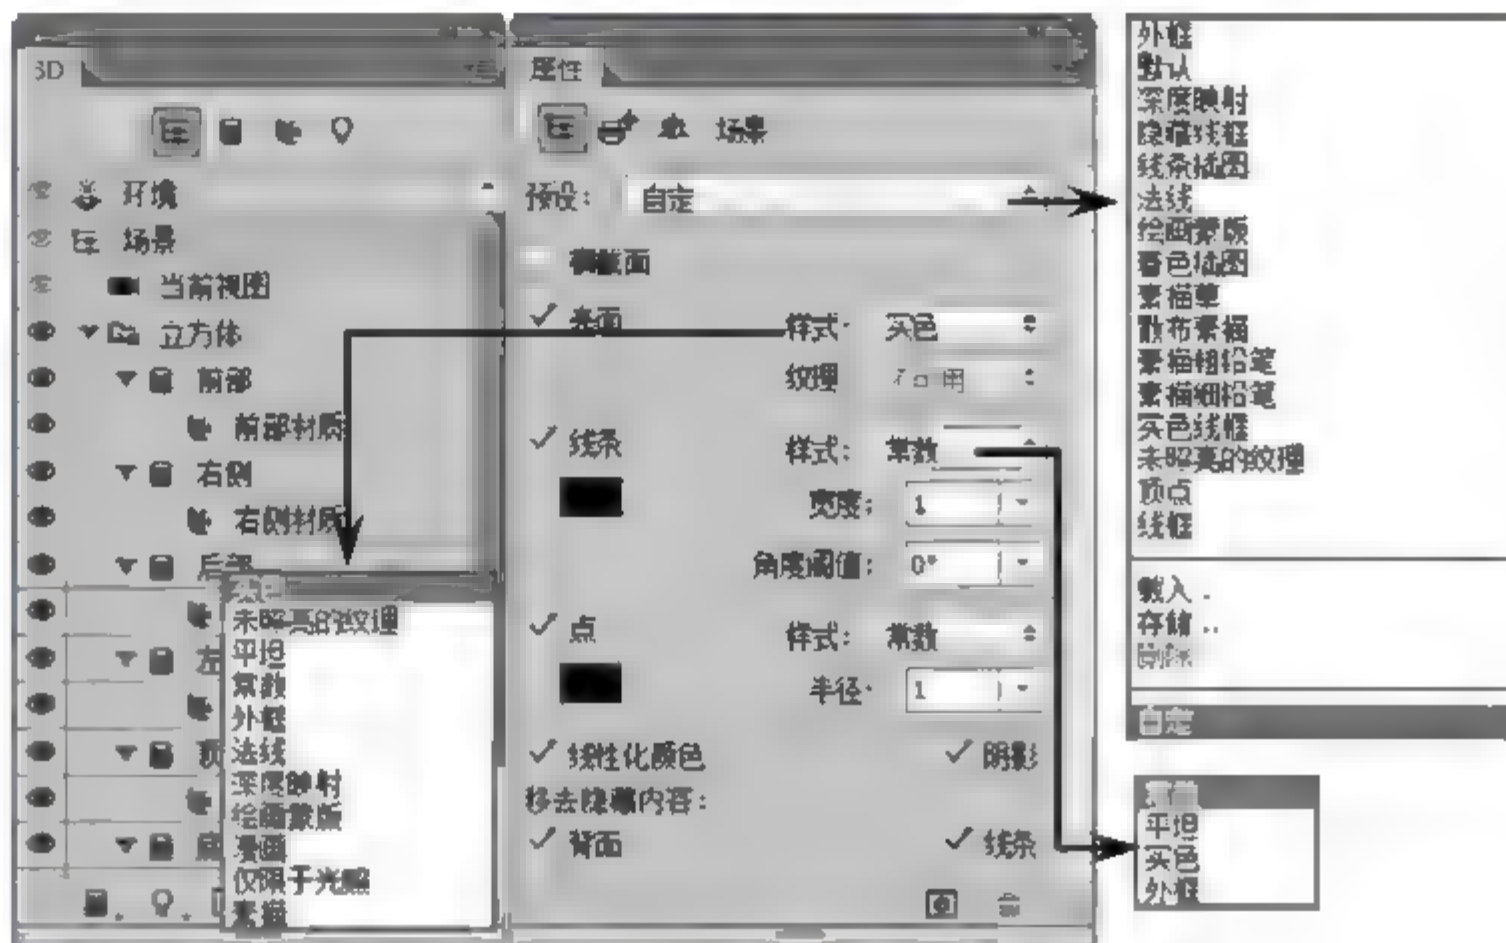 3D
环境
场景
当前视图
立方体
前部
前部材质
右侧
右侧材质
后部
左
顶
底
实色
未照亮的纹理
平坦
常数
外框
法线
深度映射
绘画蒙版
漫画
仅限于光照
素描
属性
场景
预设： 自定
横截面
表面 样式： 实色
纹理
线条 样式： 常数
宽度： 1
角度阈值： 0°
点 样式： 常数
半径： 1
线性化颜色 阴影
移去隐藏内容：
背面 线条
外框
默认
深度映射
隐藏线框
线条插图
法线
绘画蒙版
着色插图
素描草
散布素描
素描粗铅笔
素描细铅笔
实色线框
未照亮的纹理
顶点
线框
载入..
存储...
删除
自定
平坦
实色
外框